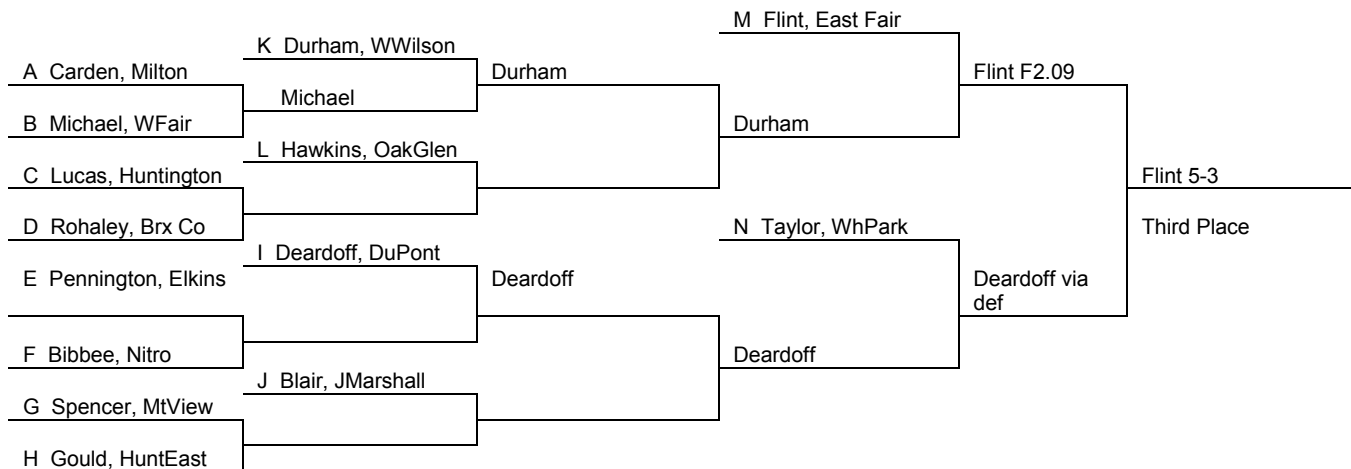 M Flint, East Fair
K Durham, WWilson
A Carden, Milton
Durham
Flint F2.09
Michael
B Michael, WFair
Durham
L Hawkins, OakGlen
C Lucas, Huntington
Flint 5-3
D Rohaley, Brx Co
N Taylor, WhPark
Third Place
I Deardoff, DuPont
E Pennington, Elkins
Deardoff
Deardoff via
def
F Bibbee, Nitro
Deardoff
J Blair, JMarshall
G Spencer, MtView
H Gould, HuntEast